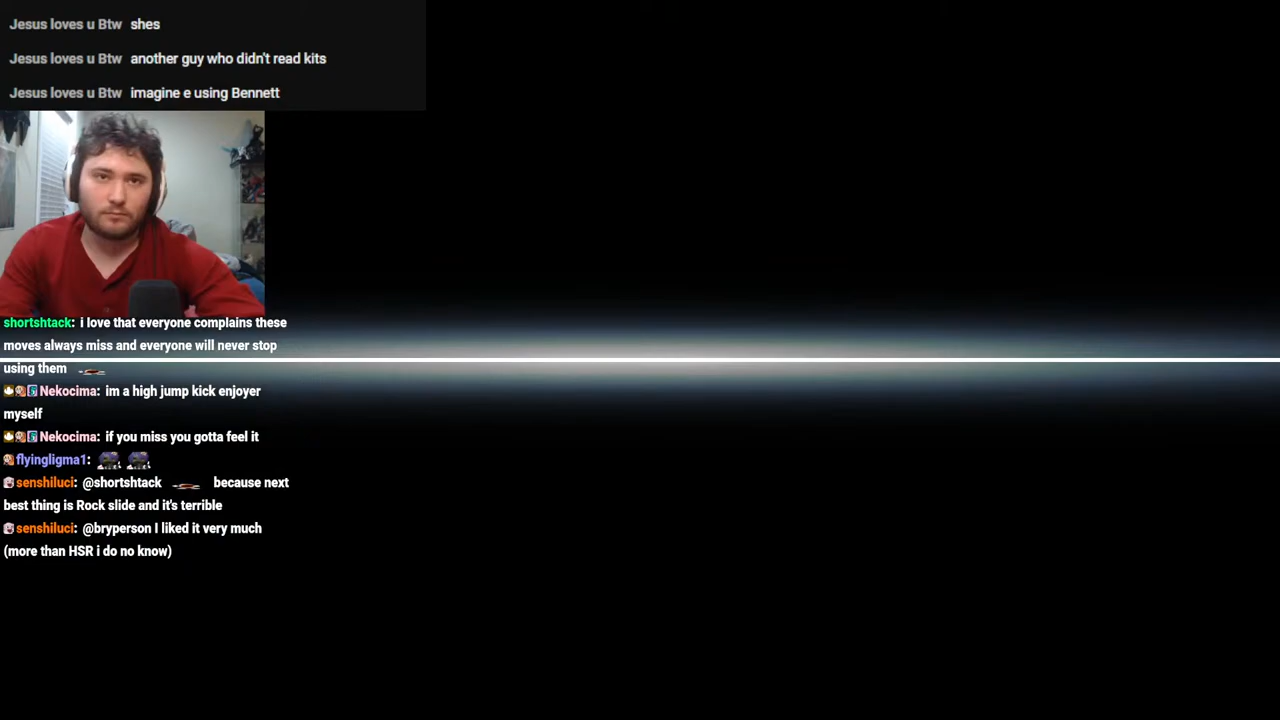 Jesus loves u Btw shes
Jesus loves u Btw another guy who didn't read kits
Jesus loves u Btw imagine e using Bennett
shortshtack: i love that everyone complains these
moves always miss and everyone will never stop
using them
Nekocima: im a high jump kick enjoyer
myself
Nekocima: if you miss you gotta feel it
flyingligma1:
senshiluci: @shortshtack because next
best thing is Rock slide and it's terrible
senshiluci: @bryperson I liked it very much
(more than HSR i do no know)